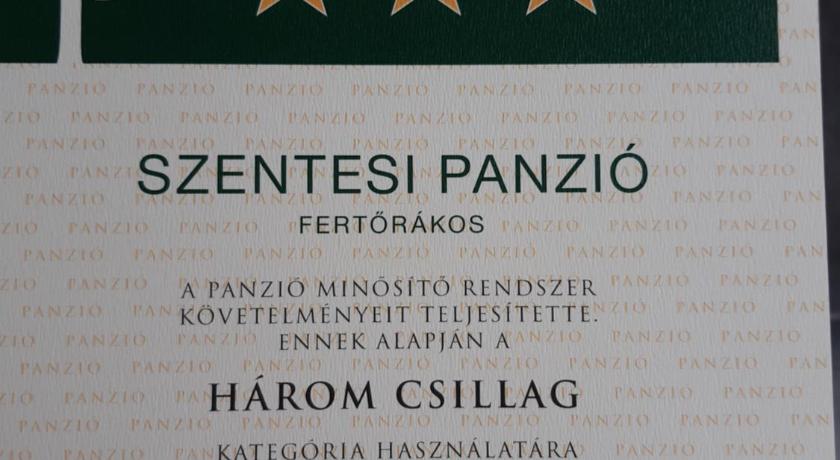 SZENTESI PANZIÓ
FERTŐRÁKOS
A PANZIÓ MINŐSÍTŐ RENDSZER
KÖVETELMÉNYEIT TELJESÍTETTE.
ENNEK ALAPJÁN A
HÁROM CSILLAG
KATEGÓRIA HASZNÁLATÁRA